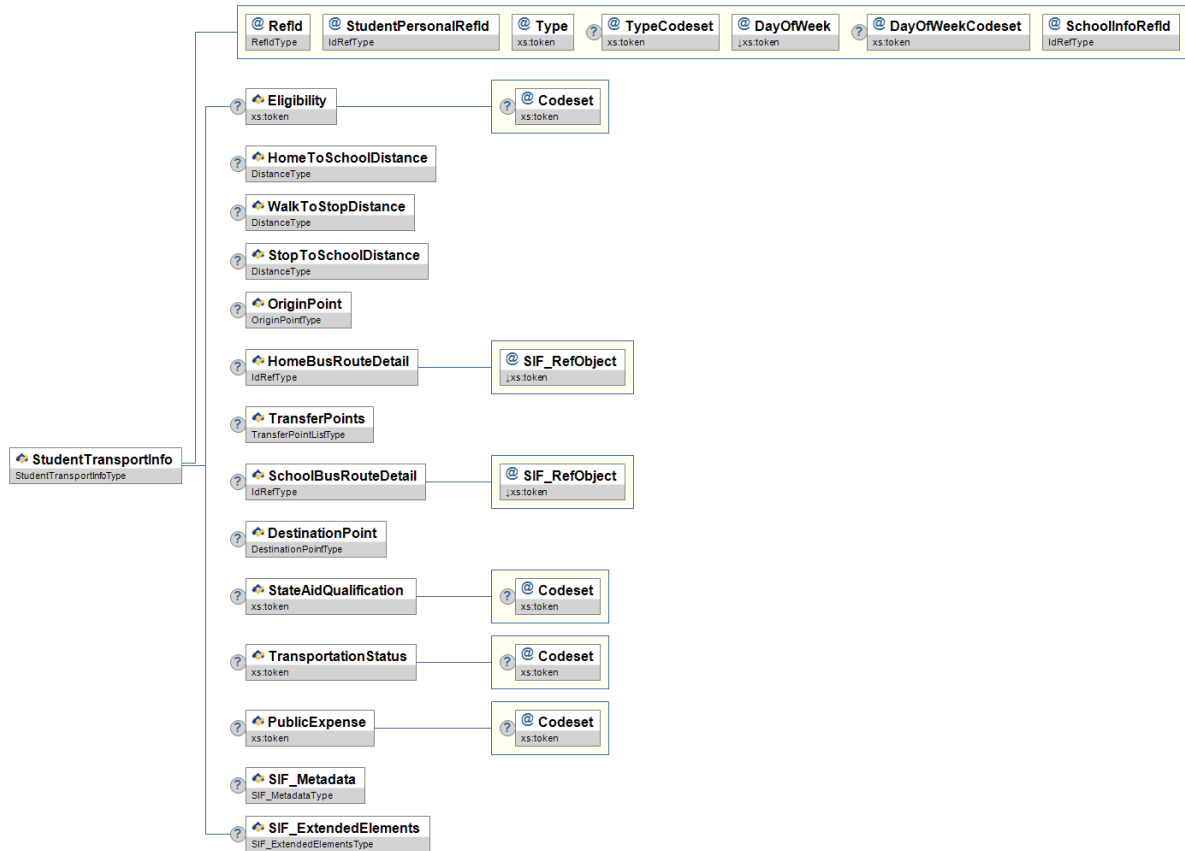 @ RefId
RefIdType
@ StudentPersonalRefId
IdRefType
@ Type
xs:token
? @ TypeCodeset
xs:token
@ DayOfWeek
↓xs:token
? @ DayOfWeekCodeset
xs:token
@ SchoolInfoRefId
IdRefType
? Eligibility
xs:token
? @ Codeset
xs:token
? HomeToSchoolDistance
DistanceType
? WalkToStopDistance
DistanceType
? StopToSchoolDistance
DistanceType
? OriginPoint
OriginPointType
? HomeBusRouteDetail
IdRefType
@ SIF_RefObject
↓xs:token
? TransferPoints
TransferPointListType
StudentTransportInfo
StudentTransportInfoType
? SchoolBusRouteDetail
IdRefType
@ SIF_RefObject
↓xs:token
? DestinationPoint
DestinationPointType
? StateAidQualification
xs:token
? @ Codeset
xs:token
? TransportationStatus
xs:token
? @ Codeset
xs:token
? PublicExpense
xs:token
? @ Codeset
xs:token
? SIF_Metadata
SIF_MetadataType
? SIF_ExtendedElements
SIF_ExtendedElementsType